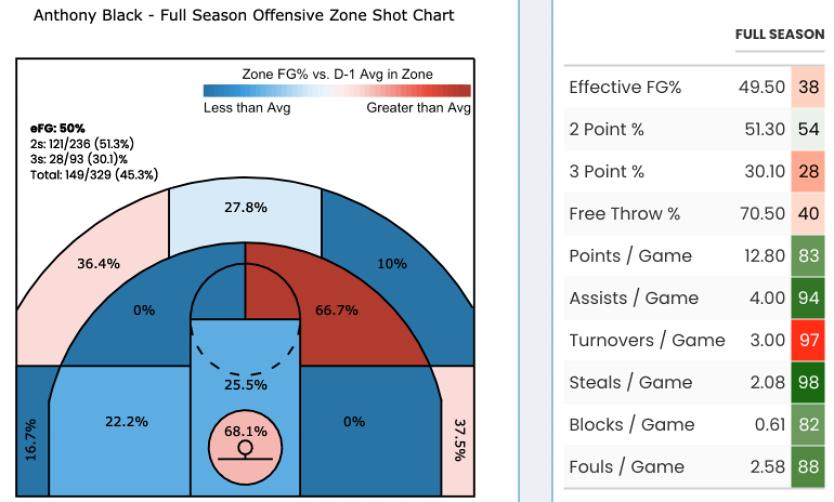 Anthony Black - Full Season Offensive Zone Shot Chart
Zone FG% vs. D-1 Avg in Zone
Less than Avg Greater than Avg
eFG: 50%
2s: 121/236 (51.3%)
3s: 28/93 (30.1)%
Total: 149/329 (45.3%)
27.8%
36.4%
10%
0%
66.7%
25.5%
22.2%
0%
16.7%
68.1%
37.5%
FULL SEASON
Effective FG% 49.50 38
2 Point % 51.30 54
3 Point % 30.10 28
Free Throw % 70.50 40
Points / Game 12.80 83
Assists / Game 4.00 94
Turnovers / Game 3.00 97
Steals / Game 2.08 98
Blocks / Game 0.61 82
Fouls / Game 2.58 88